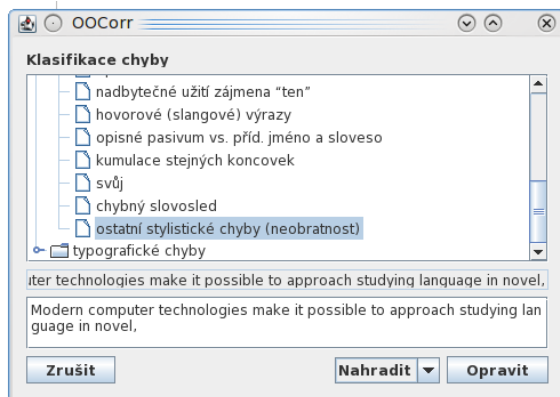 OOCorr
Klasifikace chyby
nadbytečné užití zájmena “ten”
hovorové (slangové) výrazy
opisné pasivum vs. příd. jméno a sloveso
kumulace stejných koncovek
svůj
chybný slovosled
ostatní stylistické chyby (neobratnost)
typografické chyby
uter technologies make it possible to approach studying language in novel,
Modern computer technologies make it possible to approach studying lan
guage in novel,
Zrušit Nahradit Opravit